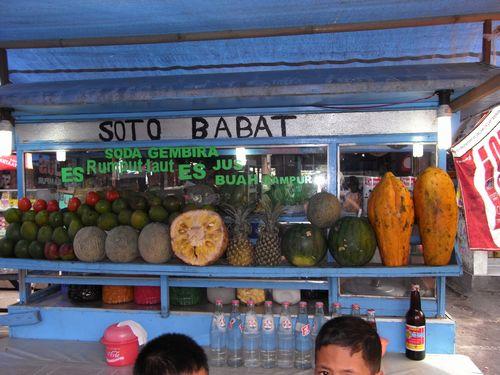 SOTO BABAT
SODA GEMBIRA
ES Rumput laut ES JUS
BUAH CAMPUR